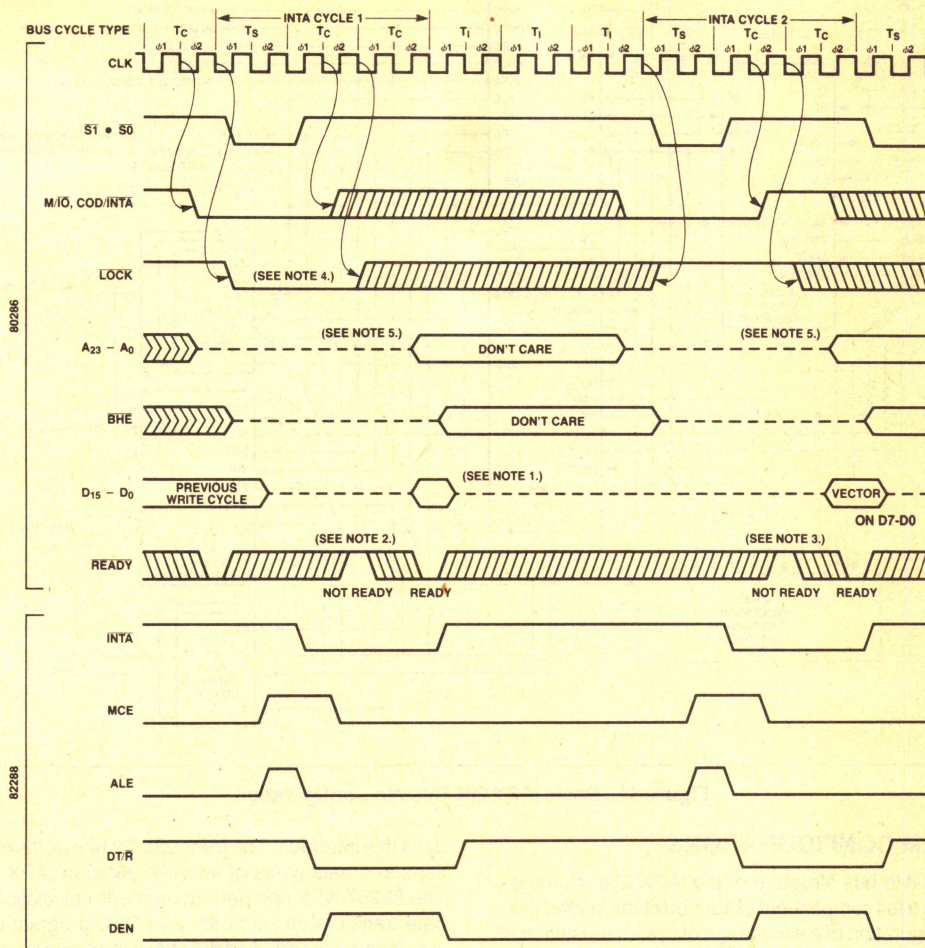 INTA CYCLE 1 INTA CYCLE 2
BUS CYCLE TYPE TC TS TC TC TI TI TI TS TC TC TS
ϕ1 ϕ2 ϕ1 ϕ2 ϕ1 ϕ2 ϕ1 ϕ2 ϕ1 ϕ2 ϕ1 ϕ2 ϕ1 ϕ2 ϕ1 ϕ2 ϕ1 ϕ2 ϕ1 ϕ2 ϕ1 ϕ2
CLK
S1 • S0
M/IO, COD/INTA
LOCK (SEE NOTE 4.)
80286
A23 – A0 (SEE NOTE 5.) DON'T CARE (SEE NOTE 5.)
BHE DON'T CARE
D15 – D0 PREVIOUS WRITE CYCLE (SEE NOTE 1.) VECTOR
ON D7-D0
READY (SEE NOTE 2.) (SEE NOTE 3.)
NOT READY READY NOT READY READY
INTA
MCE
82288
ALE
DT/R
DEN